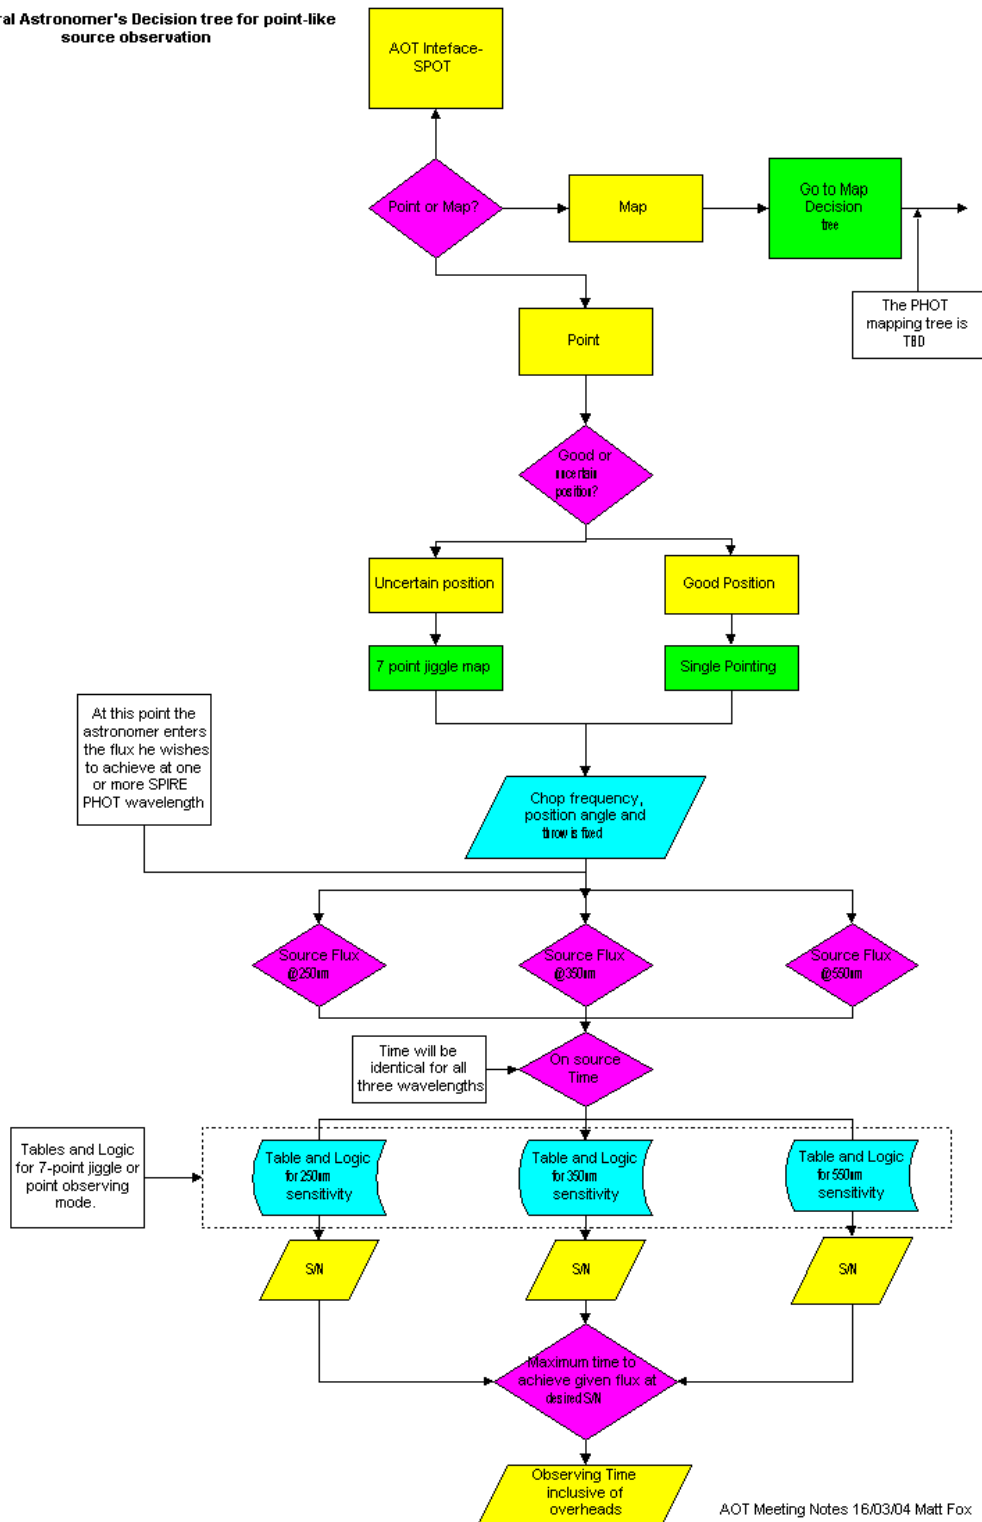 ral Astronomer's Decision tree for point-like
source observation
AOT Inteface-
SPOT
Point or Map?
Map
Go to Map
Decision
tree
The PHOT
mapping tree is
TBD
Point
Good or
uncertain
position?
Uncertain position
Good Position
7 point jiggle map
Single Pointing
At this point the
astronomer enters
the flux he wishes
to achieve at one
or more SPIRE
PHOT wavelength
Chop frequency,
position angle and
throw is fixed
Source Flux
@250um
Source Flux
@350um
Source Flux
@550um
Time will be
identical for all
three wavelengths
On source
Time
Tables and Logic
for 7-point jiggle or
point observing
mode.
Table and Logic
for 250um
sensitivity
Table and Logic
for 350um
sensitivity
Table and Logic
for 550um
sensitivity
S/N
S/N
S/N
Maximum time to
achieve given flux at
desired S/N
Observing Time
inclusive of
overheads
AOT Meeting Notes 16/03/04 Matt Fox